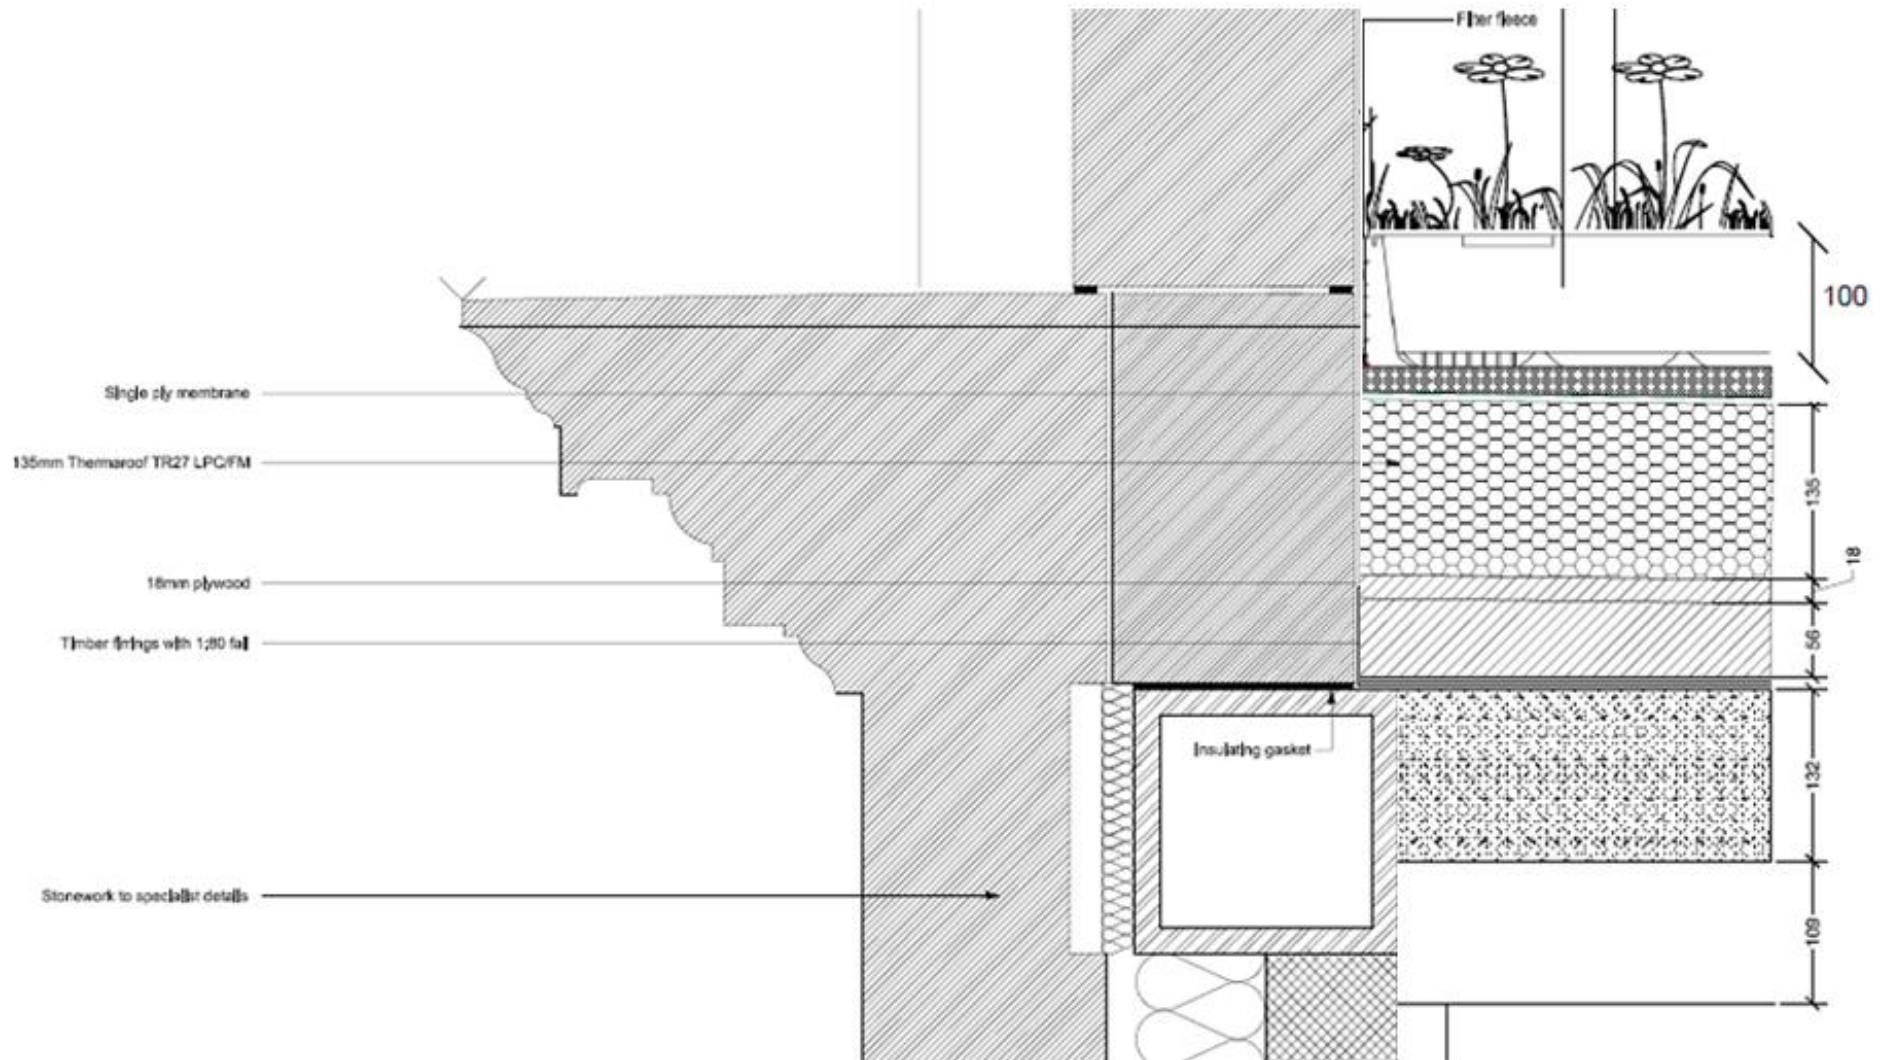 Filter fleece
100
Single ply membrane
135mm Thermaroof TR27 LPC/FM
135
18
18mm plywood
Timber firrings with 1:80 fall
56
Insulating gasket
132
Stonework to specialist details
109